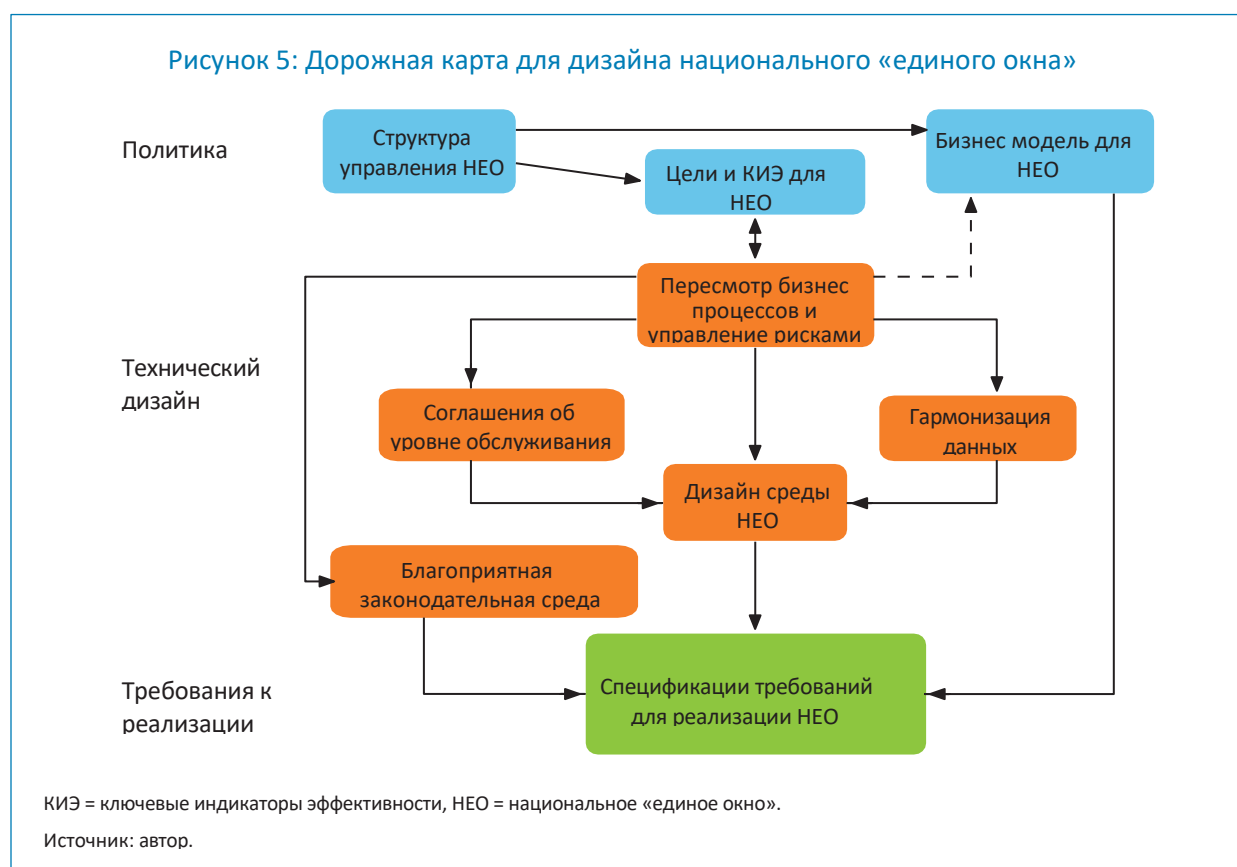 Рисунок 5: Дорожная карта для дизайна национального «единого окна»
Политика
Структура
управления НЕО
Цели и КИЭ для
НЕО
Бизнес модель для
НЕО
Пересмотр бизнес
процессов и
управление рисками
Технический
дизайн
Соглашения об
уровне обслуживания
Гармонизация
данных
Дизайн среды
НЕО
Благоприятная
законодательная среда
Требования к
реализации
Спецификации требований
для реализации НЕО
КИЭ = ключевые индикаторы эффективности, НЕО = национальное «единое окно».
Источник: автор.